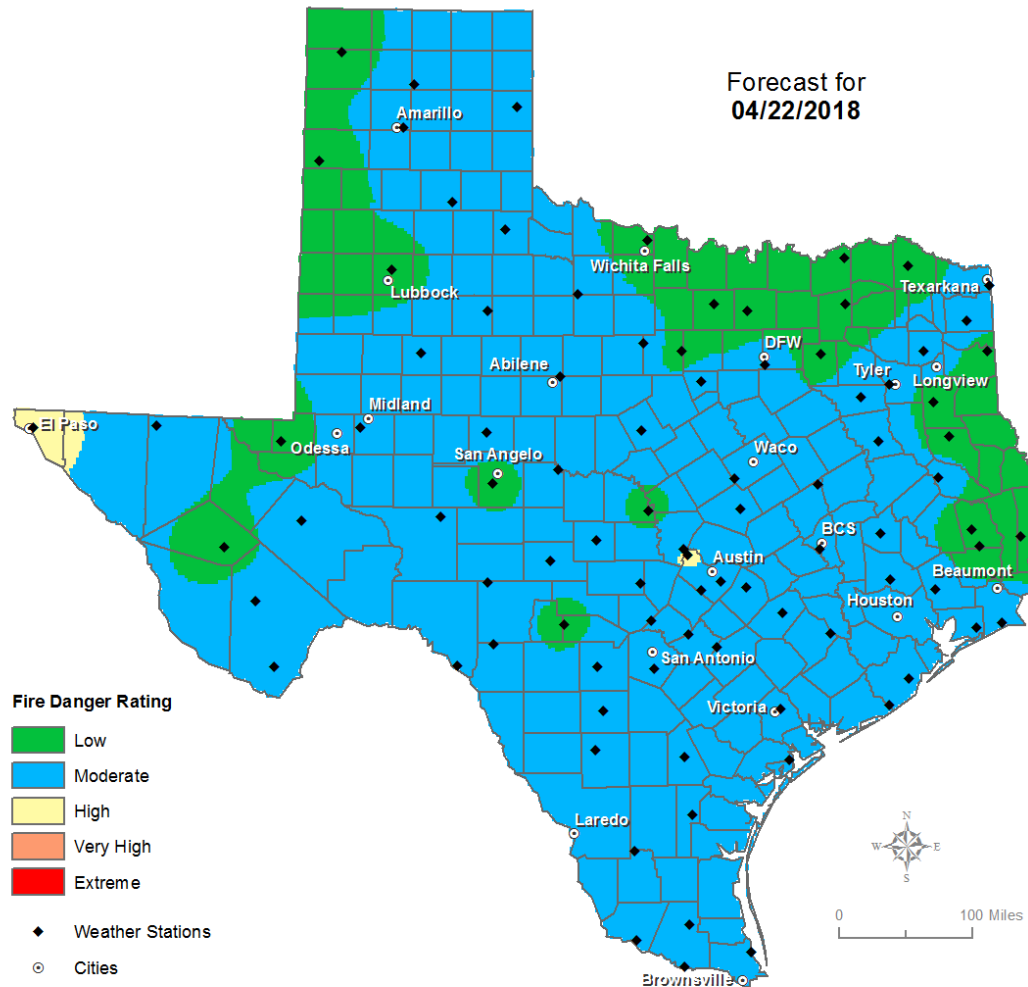 Forecast for
04/22/2018
Amarillo
Wichita Falls
Lubbock
Texarkana
DFW
Abilene
Tyler
Longview
Midland
El Paso
Odessa
San Angelo
Waco
BCS
Austin
Beaumont
Houston
San Antonio
Victoria
Fire Danger Rating
Low
Moderate
High
Very High
Extreme
Weather Stations
Cities
Laredo
Brownsville
N
W E
S
0 100 Miles